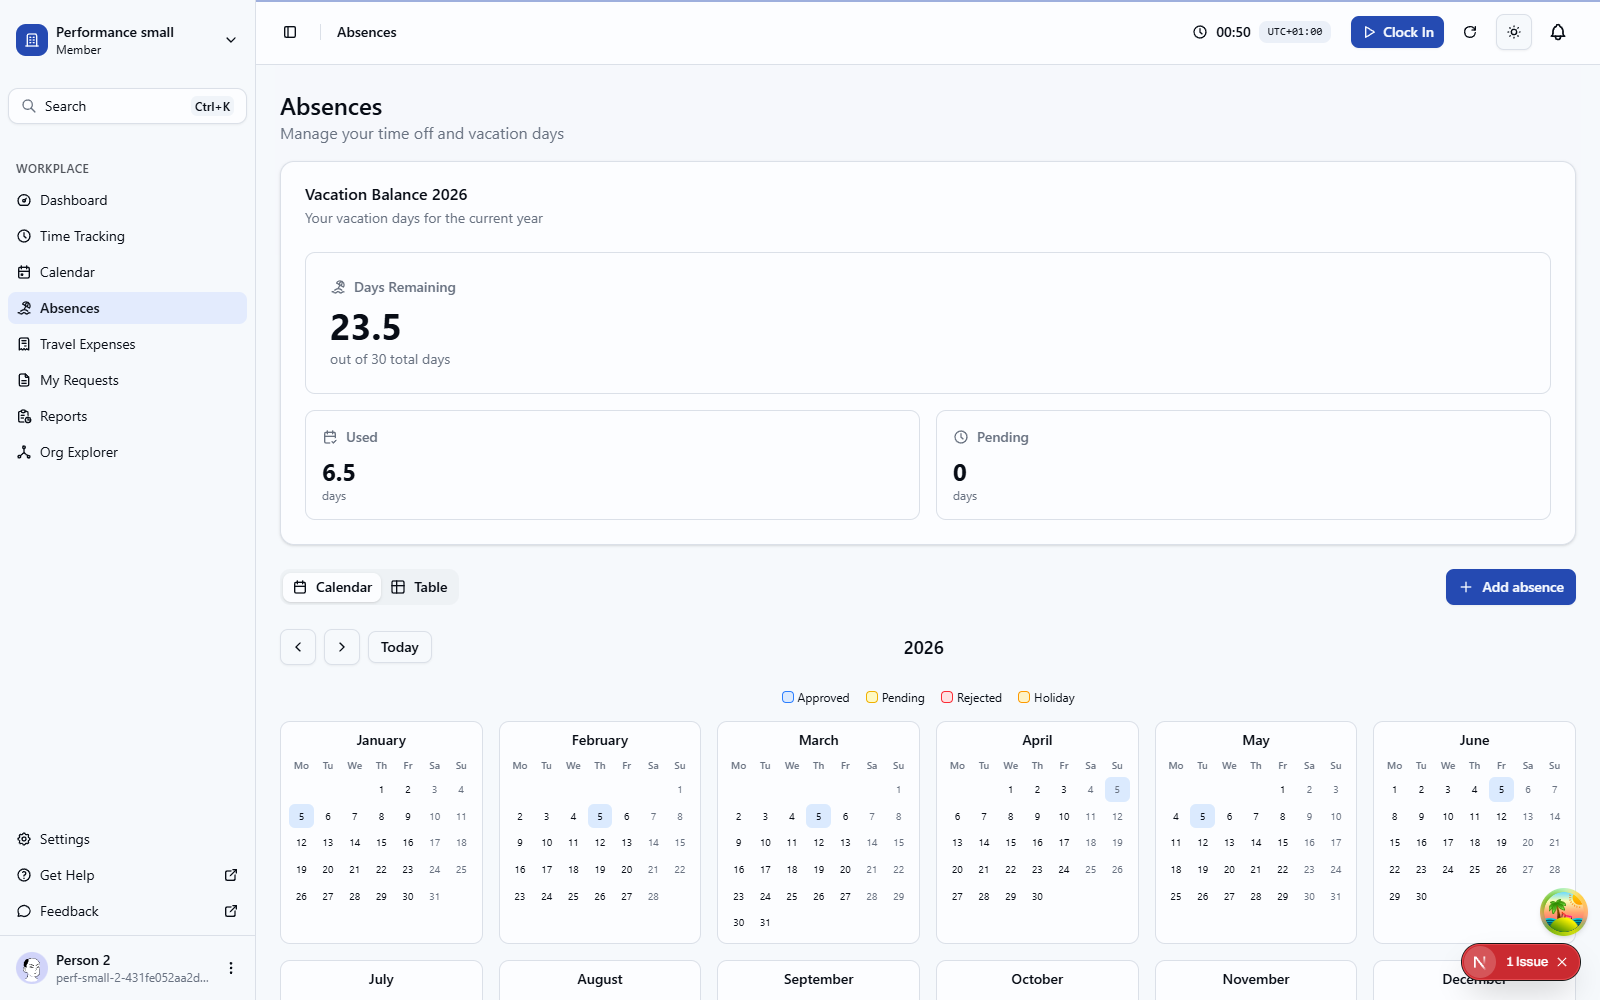 Performance small
Member
Search Ctrl+K
WORKPLACE
Dashboard
Time Tracking
Calendar
Absences
Travel Expenses
My Requests
Reports
Org Explorer
Settings
Get Help
Feedback
Person 2
perf-small-2-431fe052aa2d...
Absences
00:50 UTC+01:00 Clock In
Absences
Manage your time off and vacation days
Vacation Balance 2026
Your vacation days for the current year
Days Remaining
23.5
out of 30 total days
Used
6.5
days
Pending
0
days
Calendar Table
Add absence
Today
2026
Approved Pending Rejected Holiday
January
Mo Tu We Th Fr Sa Su
1 2 3 4
5 6 7 8 9 10 11
12 13 14 15 16 17 18
19 20 21 22 23 24 25
26 27 28 29 30 31
February
Mo Tu We Th Fr Sa Su
1
2 3 4 5 6 7 8
9 10 11 12 13 14 15
16 17 18 19 20 21 22
23 24 25 26 27 28
March
Mo Tu We Th Fr Sa Su
1
2 3 4 5 6 7 8
9 10 11 12 13 14 15
16 17 18 19 20 21 22
23 24 25 26 27 28 29
30 31
April
Mo Tu We Th Fr Sa Su
1 2 3 4 5
6 7 8 9 10 11 12
13 14 15 16 17 18 19
20 21 22 23 24 25 26
27 28 29 30
May
Mo Tu We Th Fr Sa Su
1 2 3
4 5 6 7 8 9 10
11 12 13 14 15 16 17
18 19 20 21 22 23 24
25 26 27 28 29 30 31
June
Mo Tu We Th Fr Sa Su
1 2 3 4 5 6 7
8 9 10 11 12 13 14
15 16 17 18 19 20 21
22 23 24 25 26 27 28
29 30
July
August
September
October
November
December
N 1 Issue